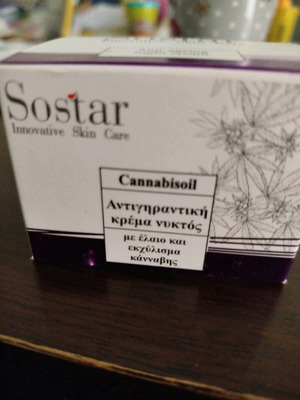 Sostar
Innovative Skin Care
Cannabisoil
Αντιγηραντική
κρέμα νυκτός
με έλαιο και
εκχύλισμα
κάνναβης